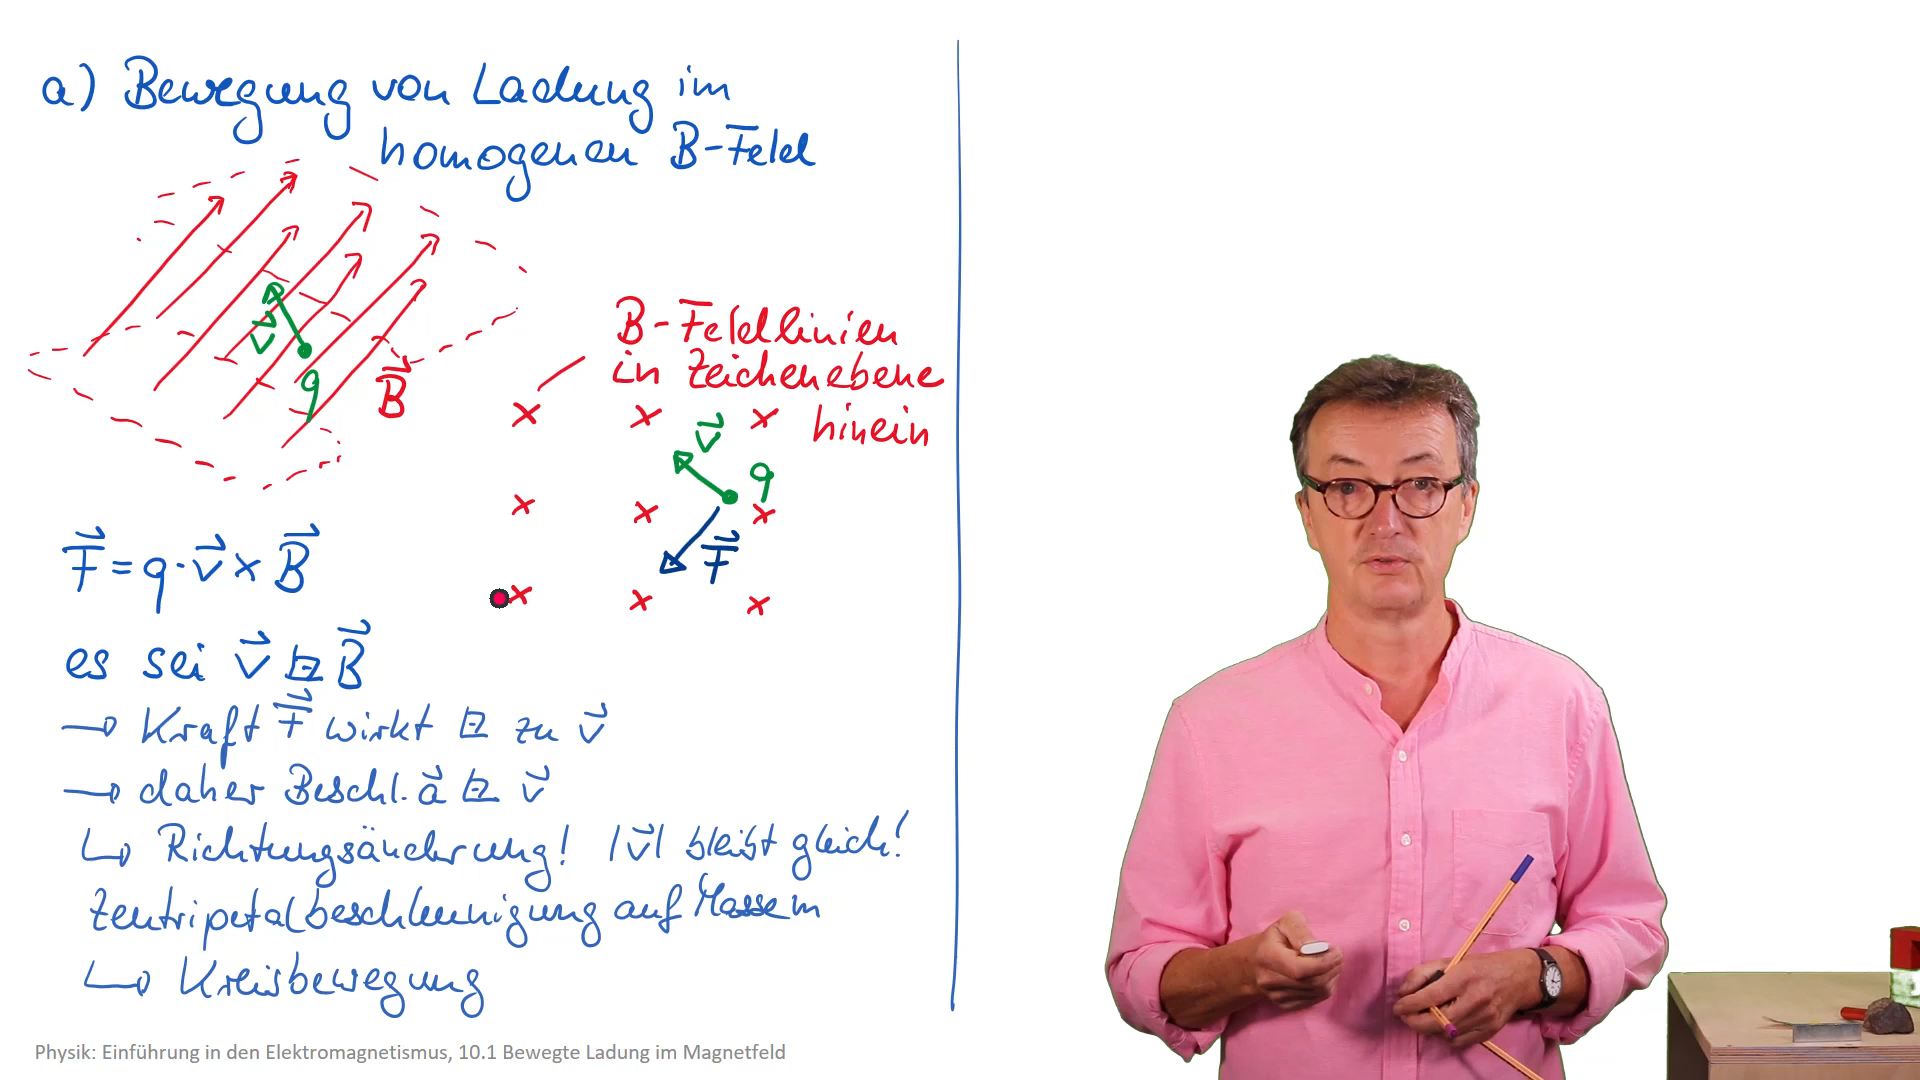 a) Bewegung von Ladung im
homogenen B-Feld
B-Feldlinien
in Zeichenebene
hinein
v⃗
q
B⃗
v⃗
q
F⃗
F⃗ = q · v⃗ × B⃗
es sei v⃗ ⊥ B⃗
→ Kraft F⃗ wirkt ⊥ zu v⃗
→ daher Beschl. a⃗ ⊥ v⃗
↳ Richtungsänderung! |v⃗| bleibt gleich!
Zentripetalbeschleunigung auf Masse m
↳ Kreisbewegung
Physik: Einführung in den Elektromagnetismus, 10.1 Bewegte Ladung im Magnetfeld